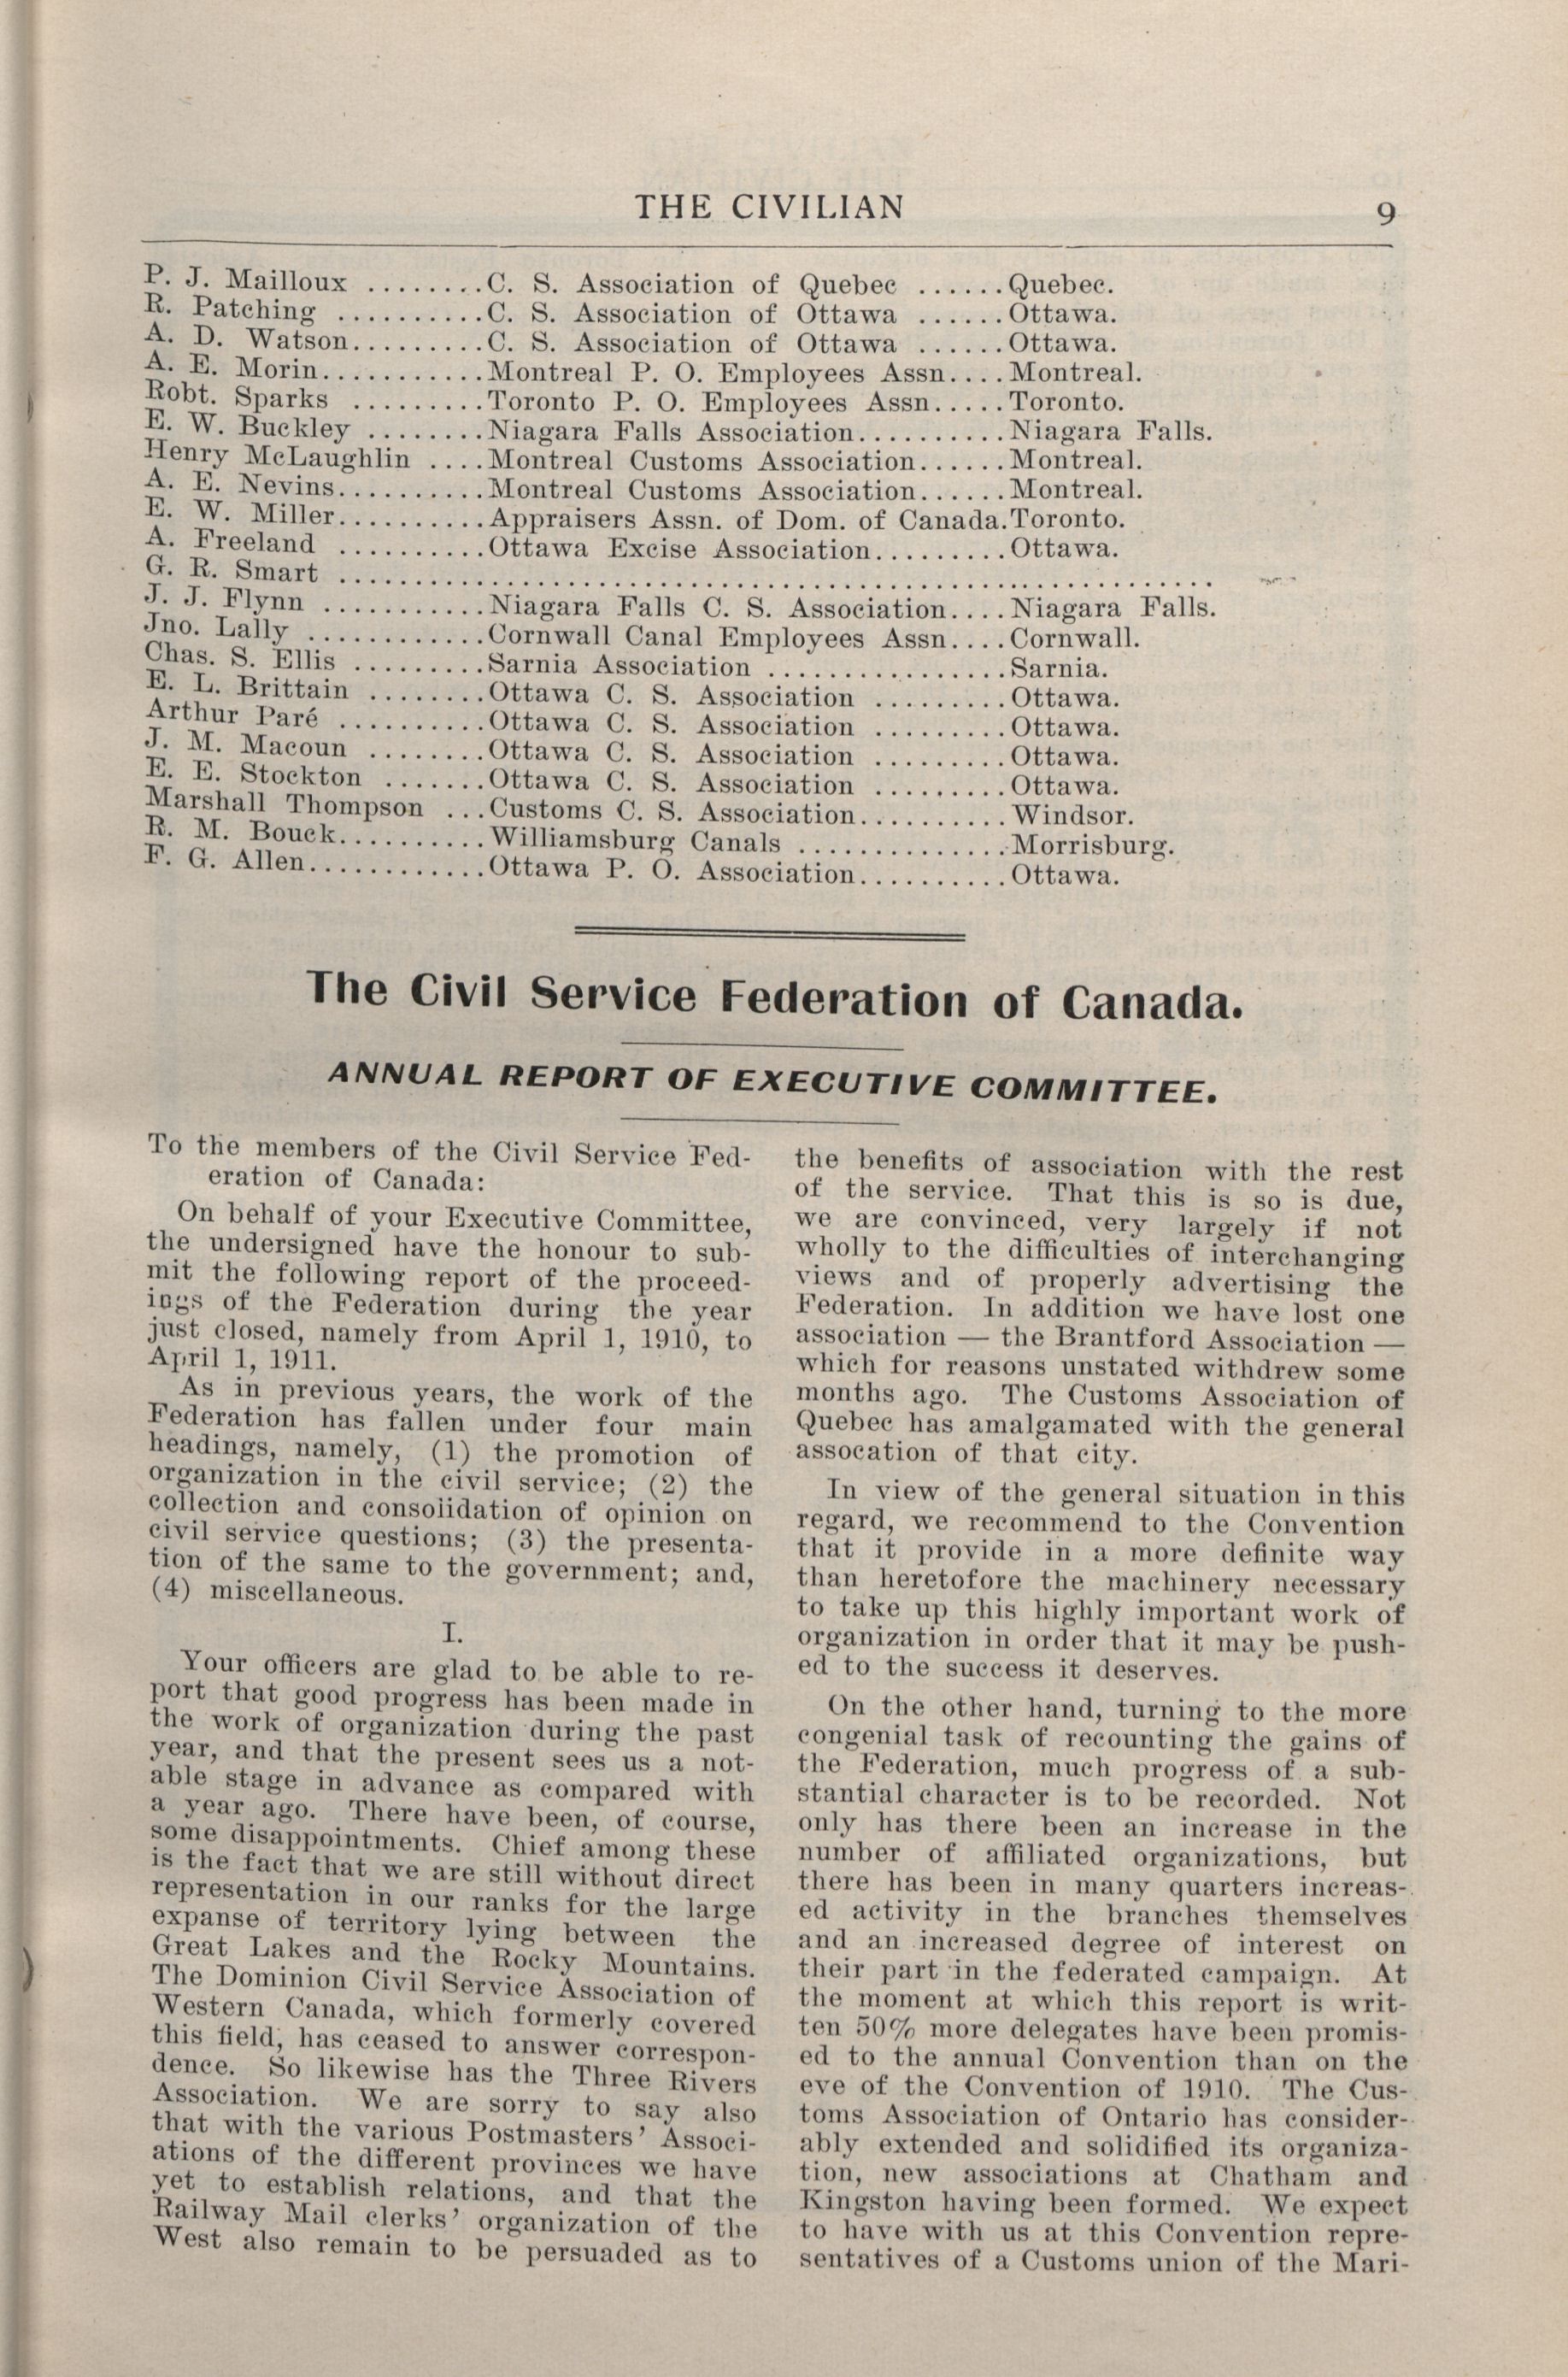 THE CIVILIAN 9
P. J. Mailloux ........C. S. Association of Quebec ......Quebec.
R. Patching ..........C. S. Association of Ottawa ......Ottawa.
A. D. Watson.........C. S. Association of Ottawa ......Ottawa.
A. E. Morin...........Montreal P. O. Employees Assn....Montreal.
Robt. Sparks .........Toronto P. O. Employees Assn.....Toronto.
E. W. Buckley ........Niagara Falls Association..........Niagara Falls.
Henry McLaughlin ....Montreal Customs Association......Montreal.
A. E. Nevins..........Montreal Customs Association......Montreal.
E. W. Miller..........Appraisers Assn. of Dom. of Canada.Toronto.
A. Freeland ..........Ottawa Excise Association.........Ottawa.
G. R. Smart ............................................................
J. J. Flynn ...........Niagara Falls C. S. Association....Niagara Falls.
Jno. Lally ............Cornwall Canal Employees Assn....Cornwall.
Chas. S. Ellis .........Sarnia Association ................Sarnia.
E. L. Brittain ........Ottawa C. S. Association .........Ottawa.
Arthur Paré ..........Ottawa C. S. Association .........Ottawa.
J. M. Macoun ........Ottawa C. S. Association .........Ottawa.
E. E. Stockton .......Ottawa C. S. Association .........Ottawa.
Marshall Thompson ...Customs C. S. Association..........Windsor.
R. M. Bouck..........Williamsburg Canals ..............Morrisburg.
F. G. Allen............Ottawa P. O. Association..........Ottawa.
The Civil Service Federation of Canada.
ANNUAL REPORT OF EXECUTIVE COMMITTEE.
To the members of the Civil Service Fed-
eration of Canada:
On behalf of your Executive Committee,
the undersigned have the honour to sub-
mit the following report of the proceed-
ings of the Federation during the year
just closed, namely from April 1, 1910, to
April 1, 1911.
As in previous years, the work of the
Federation has fallen under four main
headings, namely, (1) the promotion of
organization in the civil service; (2) the
collection and consolidation of opinion on
civil service questions; (3) the presenta-
tion of the same to the government; and,
(4) miscellaneous.
I.
Your officers are glad to be able to re-
port that good progress has been made in
the work of organization during the past
year, and that the present sees us a not-
able stage in advance as compared with
a year ago. There have been, of course,
some disappointments. Chief among these
is the fact that we are still without direct
representation in our ranks for the large
expanse of territory lying between the
Great Lakes and the Rocky Mountains.
The Dominion Civil Service Association of
Western Canada, which formerly covered
this field, has ceased to answer correspon-
dence. So likewise has the Three Rivers
Association. We are sorry to say also
that with the various Postmasters' Associ-
ations of the different provinces we have
yet to establish relations, and that the
Railway Mail clerks' organization of the
West also remain to be persuaded as to
the benefits of association with the rest
of the service. That this is so is due,
we are convinced, very largely if not
wholly to the difficulties of interchanging
views and of properly advertising the
Federation. In addition we have lost one
association — the Brantford Association —
which for reasons unstated withdrew some
months ago. The Customs Association of
Quebec has amalgamated with the general
assocation of that city.
In view of the general situation in this
regard, we recommend to the Convention
that it provide in a more definite way
than heretofore the machinery necessary
to take up this highly important work of
organization in order that it may be push-
ed to the success it deserves.
On the other hand, turning to the more
congenial task of recounting the gains of
the Federation, much progress of a sub-
stantial character is to be recorded. Not
only has there been an increase in the
number of affiliated organizations, but
there has been in many quarters increas-
ed activity in the branches themselves
and an increased degree of interest on
their part in the federated campaign. At
the moment at which this report is writ-
ten 50% more delegates have been promis-
ed to the annual Convention than on the
eve of the Convention of 1910. The Cus-
toms Association of Ontario has consider-
ably extended and solidified its organiza-
tion, new associations at Chatham and
Kingston having been formed. We expect
to have with us at this Convention repre-
sentatives of a Customs union of the Mari-